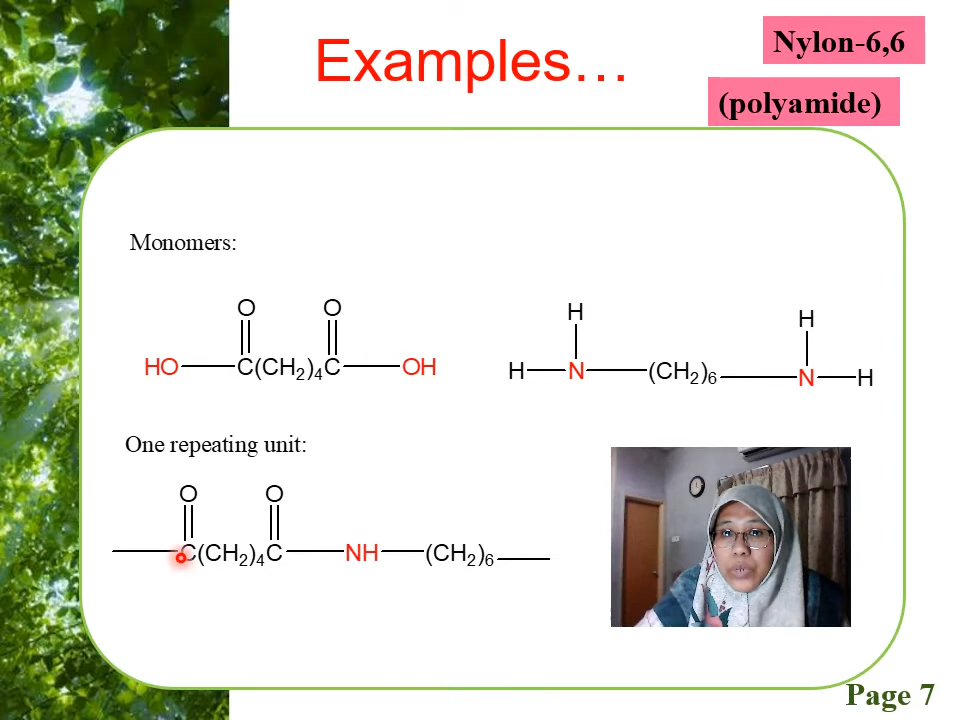 Examples…
Nylon-6,6
(polyamide)
Monomers:
O O
HO C(CH2)4C OH
H H
H N (CH2)6 N H
One repeating unit:
O O
C(CH2)4C NH (CH2)6
Page 7